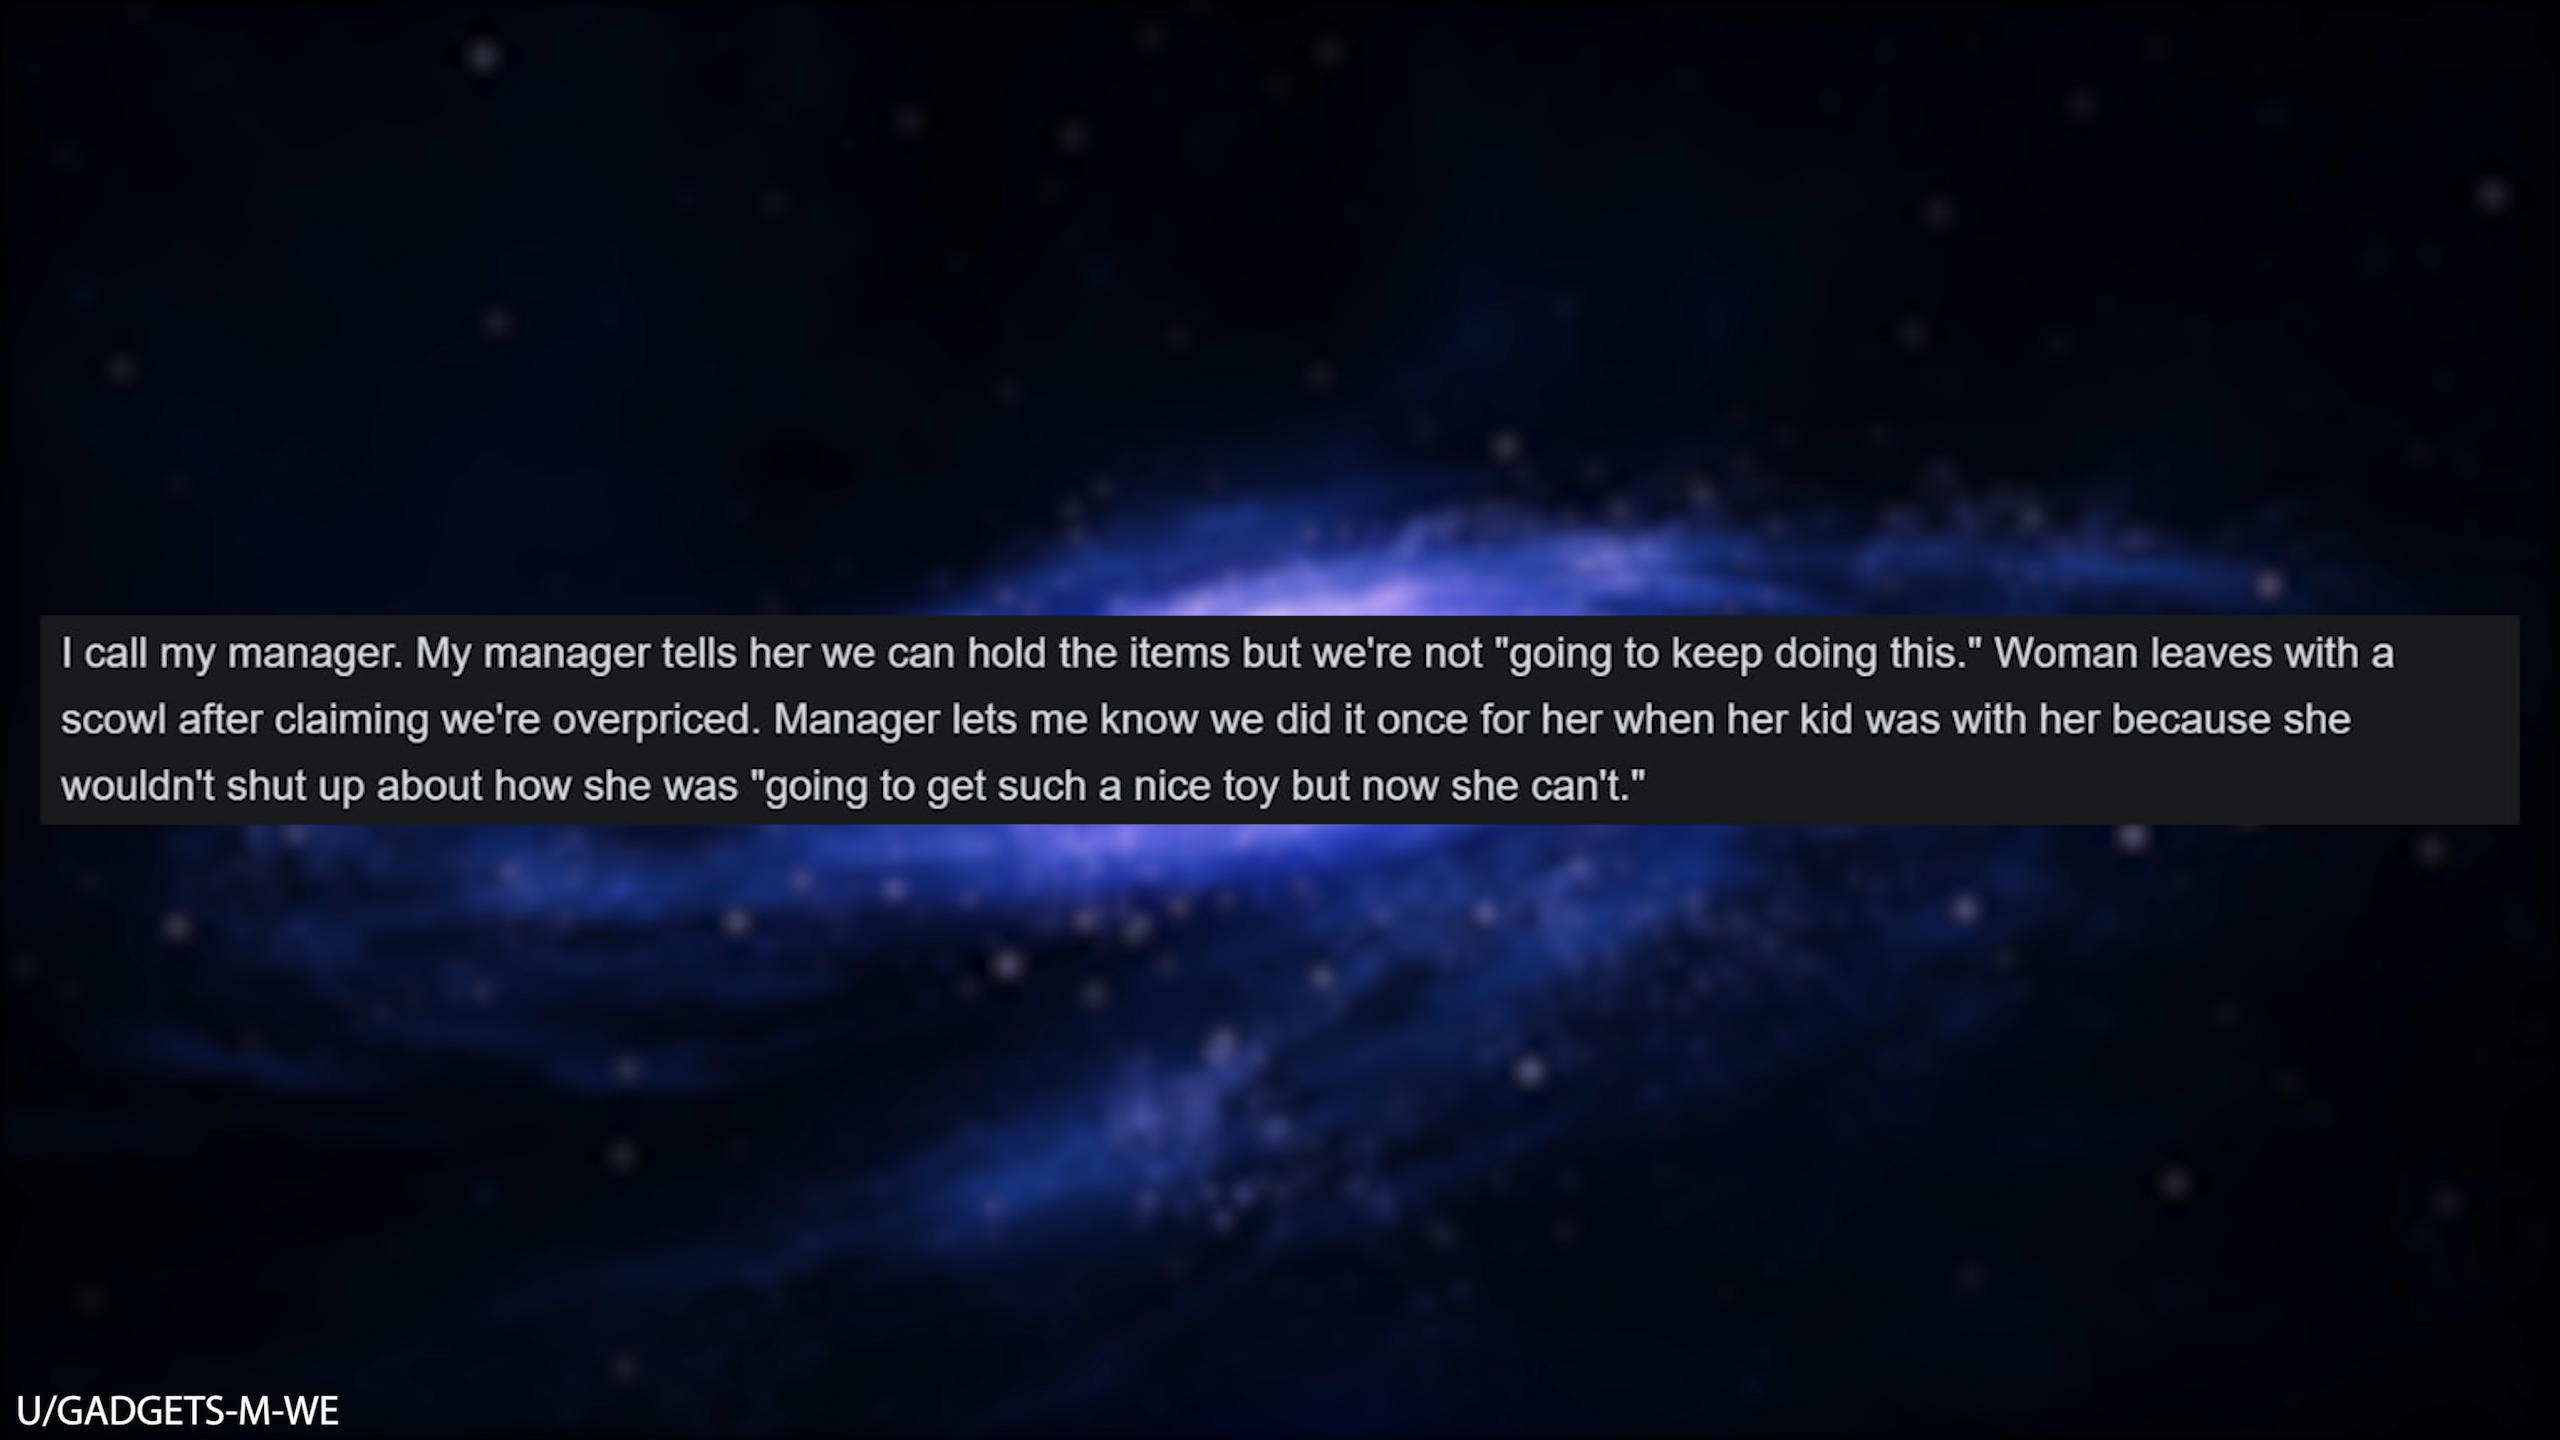 I call my manager. My manager tells her we can hold the items but we're not "going to keep doing this." Woman leaves with a
scowl after claiming we're overpriced. Manager lets me know we did it once for her when her kid was with her because she
wouldn't shut up about how she was "going to get such a nice toy but now she can't."
U/GADGETS-M-WE